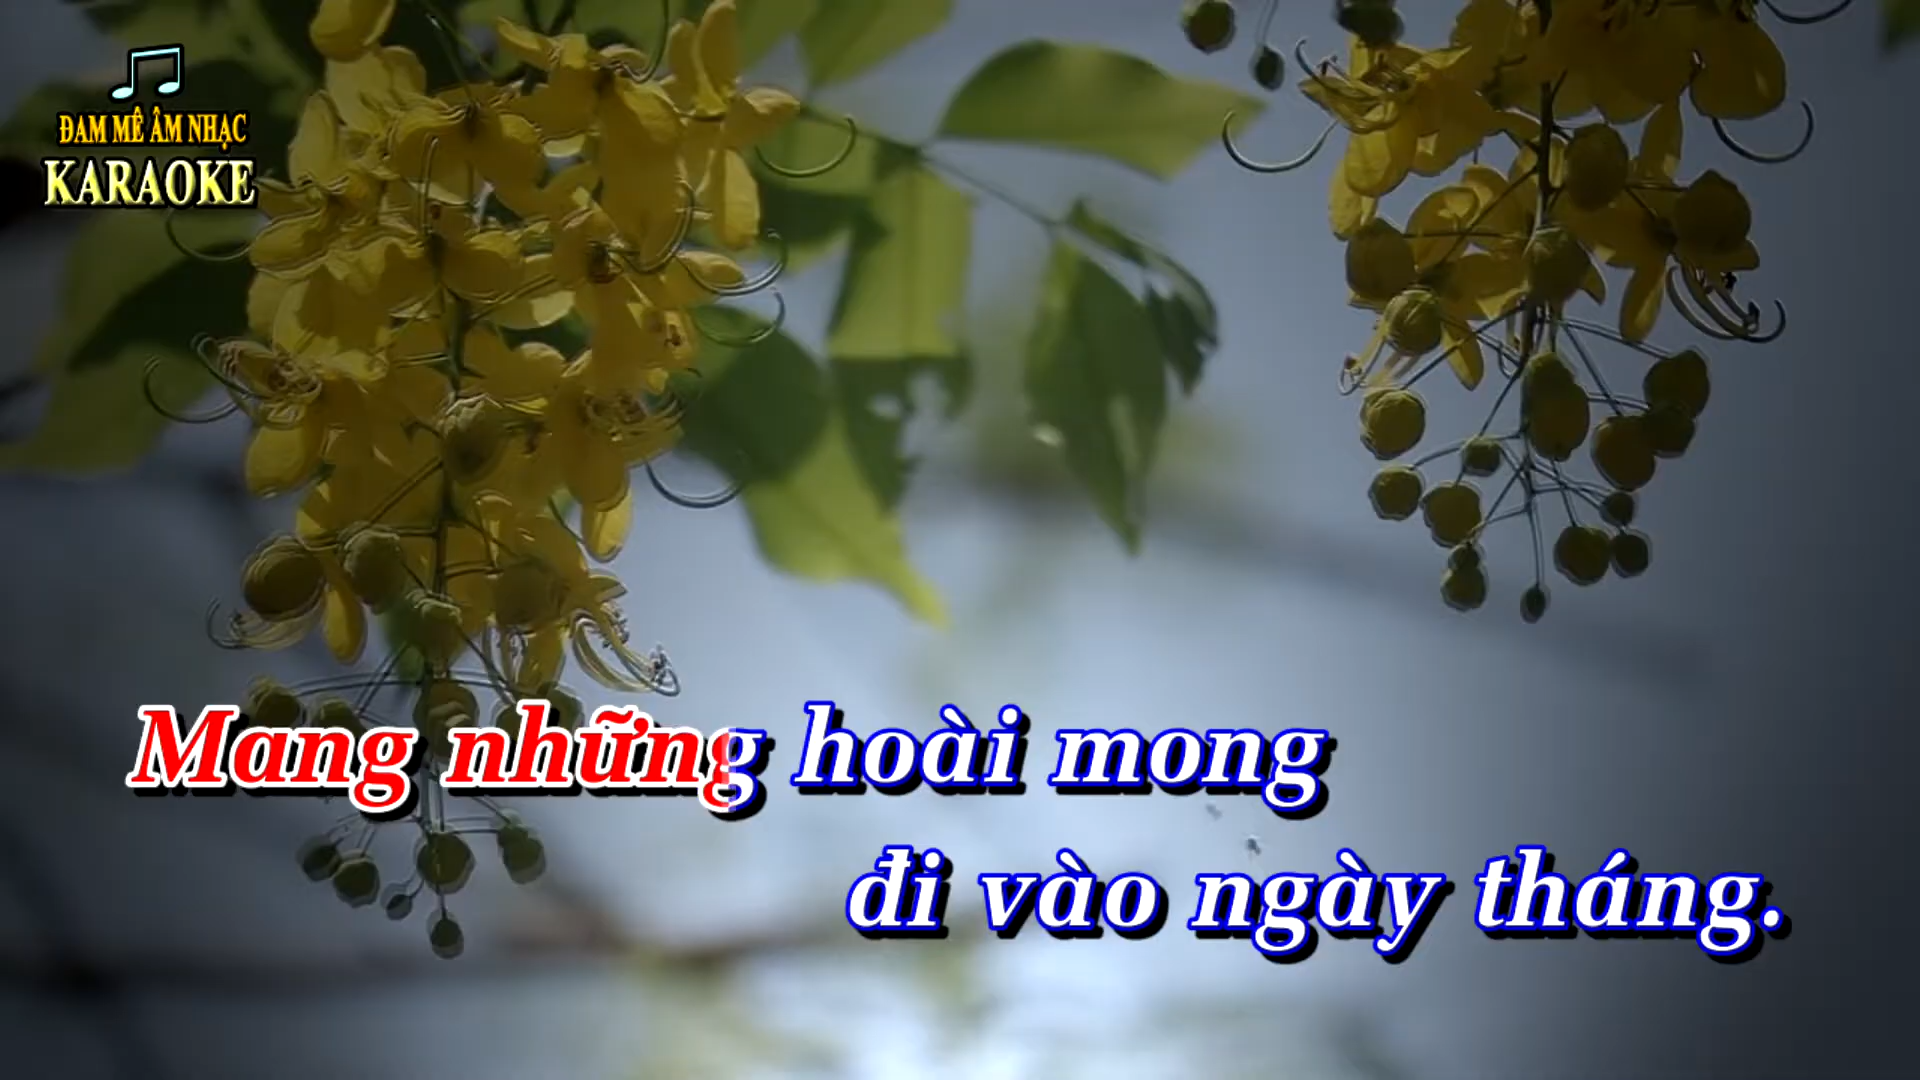 ĐAM MÊ ÂM NHẠC
KARAOKE
Mang những hoài mong
đi vào ngày tháng.